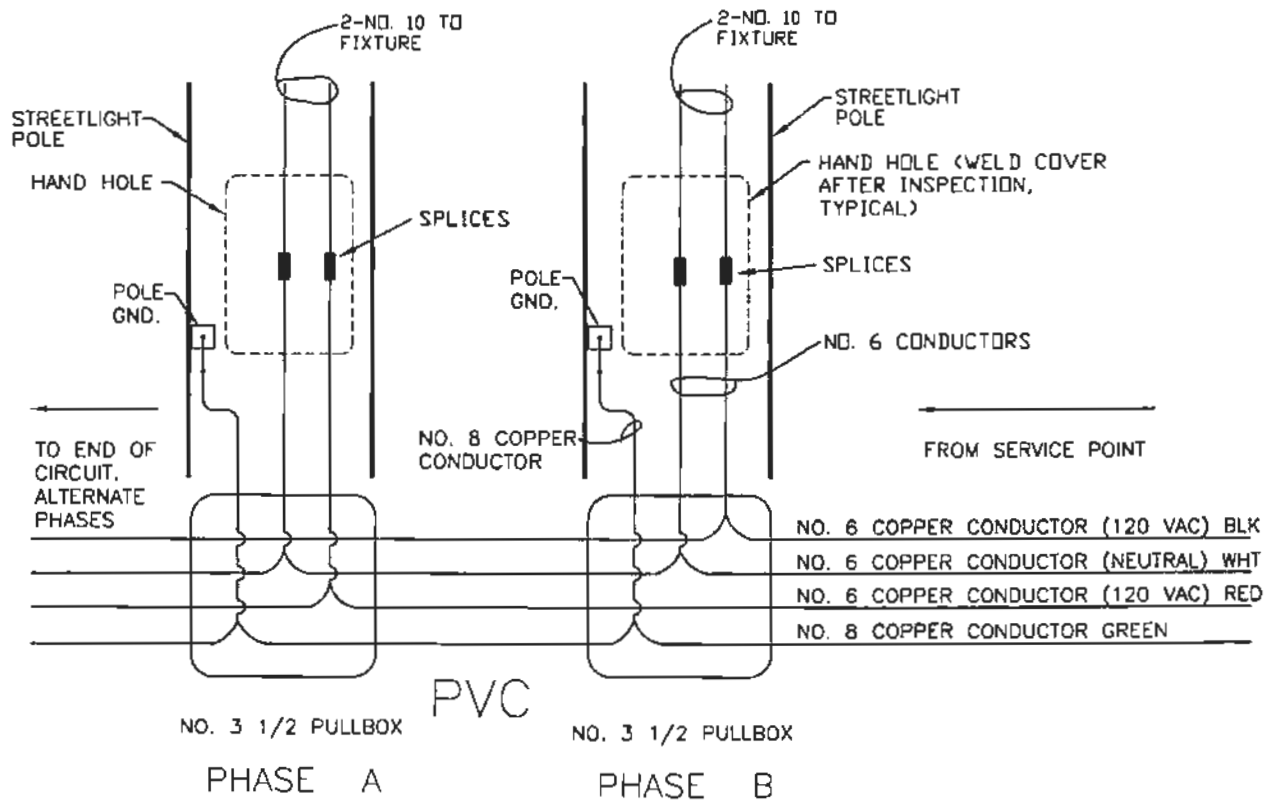 2-NO. 10 TO
FIXTURE
2-NO. 10 TO
FIXTURE
STREETLIGHT
POLE
STREETLIGHT
POLE
HAND HOLE
HAND HOLE (WELD COVER
AFTER INSPECTION,
TYPICAL)
SPLICES
SPLICES
POLE
GND.
POLE
GND.
NO. 6 CONDUCTORS
NO. 8 COPPER
CONDUCTOR
TO END OF
CIRCUIT.
ALTERNATE
PHASES
FROM SERVICE POINT
NO. 6 COPPER CONDUCTOR (120 VAC) BLK
NO. 6 COPPER CONDUCTOR (NEUTRAL) WHT
NO. 6 COPPER CONDUCTOR (120 VAC) RED
NO. 8 COPPER CONDUCTOR GREEN
PVC
NO. 3 1/2 PULLBOX
NO. 3 1/2 PULLBOX
PHASE A
PHASE B